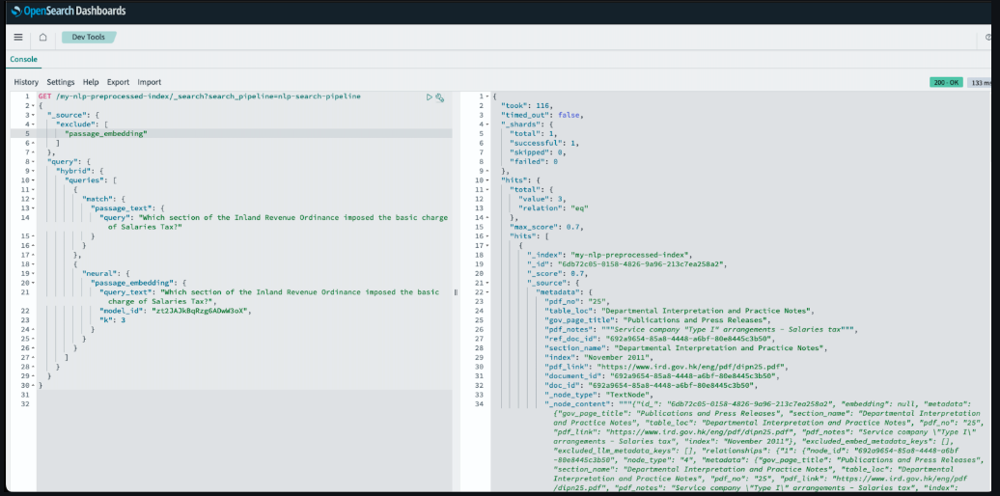 OpenSearch Dashboards
Dev Tools
Console
History Settings Help Export Import
200 - OK 133 ms
1 GET /my-nlp-preprocessed-index/_search?search_pipeline=nlp-search-pipeline
2 {
3 "_source": {
4 "exclude": [
5 "passage_embedding"
6 ]
7 },
8 "query": {
9 "hybrid": {
10 "queries": [
11 {
12 "match": {
13 "passage_text": {
14 "query": "Which section of the Inland Revenue Ordinance imposed the basic charge
of Salaries Tax?"
15 }
16 }
17 },
18 {
19 "neural": {
20 "passage_embedding": {
21 "query_text": "Which section of the Inland Revenue Ordinance imposed the basic
charge of Salaries Tax?",
22 "model_id": "zt2JAJkBqRzg6ADwW3oX",
23 "k": 3
24 }
25 }
26 }
27 ]
28 }
29 }
30 }
31
32
1 {
2 "took": 116,
3 "timed_out": false,
4 "_shards": {
5 "total": 1,
6 "successful": 1,
7 "skipped": 0,
8 "failed": 0
9 },
10 "hits": {
11 "total": {
12 "value": 3,
13 "relation": "eq"
14 },
15 "max_score": 0.7,
16 "hits": [
17 {
18 "_index": "my-nlp-preprocessed-index",
19 "_id": "6db72c05-0158-4826-9a96-213c7ea258a2",
20 "_score": 0.7,
21 "_source": {
22 "metadata": {
23 "pdf_no": "25",
24 "table_loc": "Departmental Interpretation and Practice Notes",
25 "gov_page_title": "Publications and Press Releases",
26 "pdf_notes": """Service company "Type I" arrangements - Salaries tax""",
27 "ref_doc_id": "692a9654-85a8-4448-a6bf-80e8445c3b50",
28 "section_name": "Departmental Interpretation and Practice Notes",
29 "index": "November 2011",
30 "pdf_link": "https://www.ird.gov.hk/eng/pdf/dipn25.pdf",
31 "document_id": "692a9654-85a8-4448-a6bf-80e8445c3b50",
32 "doc_id": "692a9654-85a8-4448-a6bf-80e8445c3b50",
33 "_node_type": "TextNode",
34 "_node_content": """{"id_": "6db72c05-0158-4826-9a96-213c7ea258a2", "embedding": null, "metadata":
{"gov_page_title": "Publications and Press Releases", "section_name": "Departmental Interpretation
and Practice Notes", "table_loc": "Departmental Interpretation and Practice Notes", "pdf_no": "25",
"pdf_link": "https://www.ird.gov.hk/eng/pdf/dipn25.pdf", "pdf_notes": "Service company \"Type I\"
arrangements - Salaries tax", "index": "November 2011"}, "excluded_embed_metadata_keys": [],
"excluded_llm_metadata_keys": [], "relationships": {"1": {"node_id": "692a9654-85a8-4448-a6bf
-80e8445c3b50", "node_type": "4", "metadata": {"gov_page_title": "Publications and Press Releases",
"section_name": "Departmental Interpretation and Practice Notes", "table_loc": "Departmental
Interpretation and Practice Notes", "pdf_no": "25", "pdf_link": "https://www.ird.gov.hk/eng/pdf
/dipn25.pdf", "pdf_notes": "Service company \"Type I\" arrangements - Salaries tax", "index":